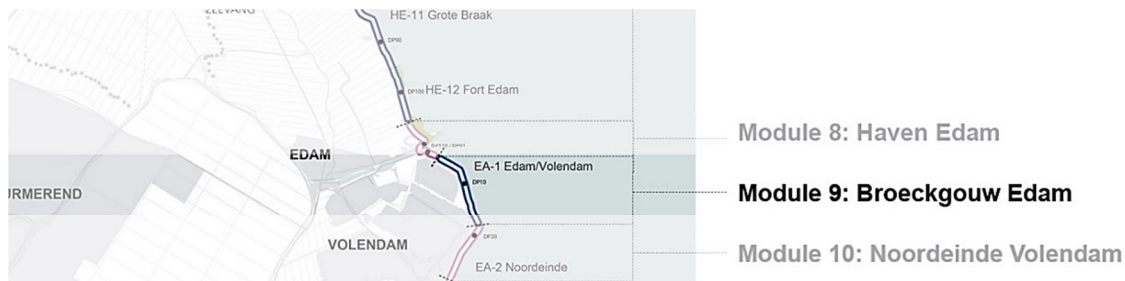 ZEEVANG
HE-11 Grote Braak
DP90
DP100 HE-12 Fort Edam
Module 8: Haven Edam
EDAM
EA-1 Edam/Volendam
DP10
URMEREND
Module 9: Broeckgouw Edam
VOLENDAM
DP20
Module 10: Noordeinde Volendam
EA-2 Noordeinde